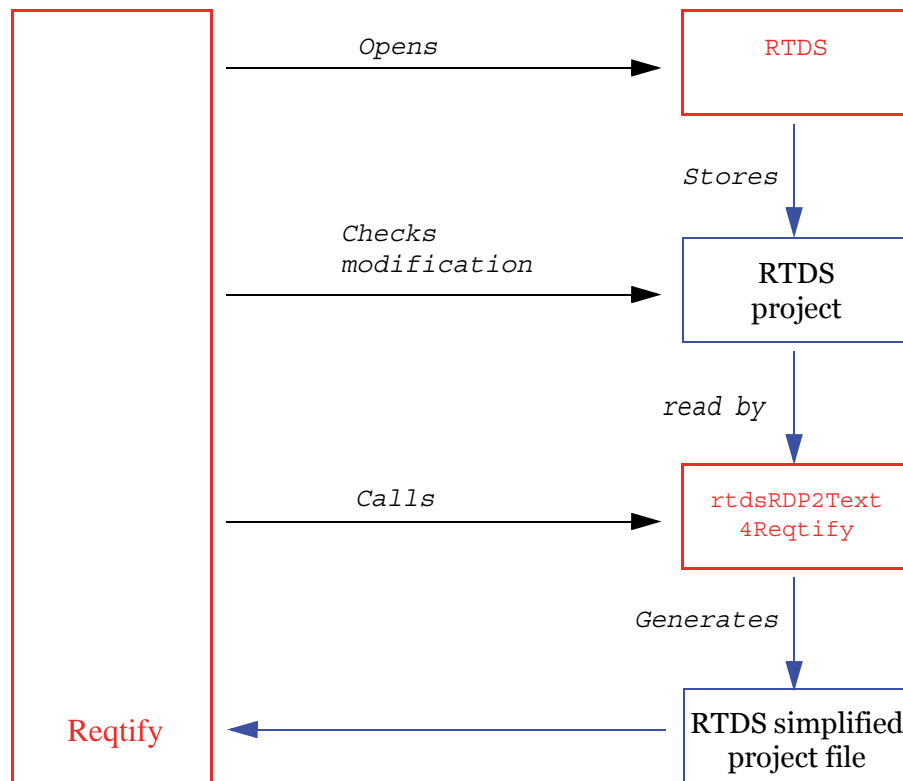 Opens
RTDS
Stores
Checks
modification
RTDS
project
read by
Calls
rtdsRDP2Text
4Reqtify
Generates
Reqtify
RTDS simplified
project file